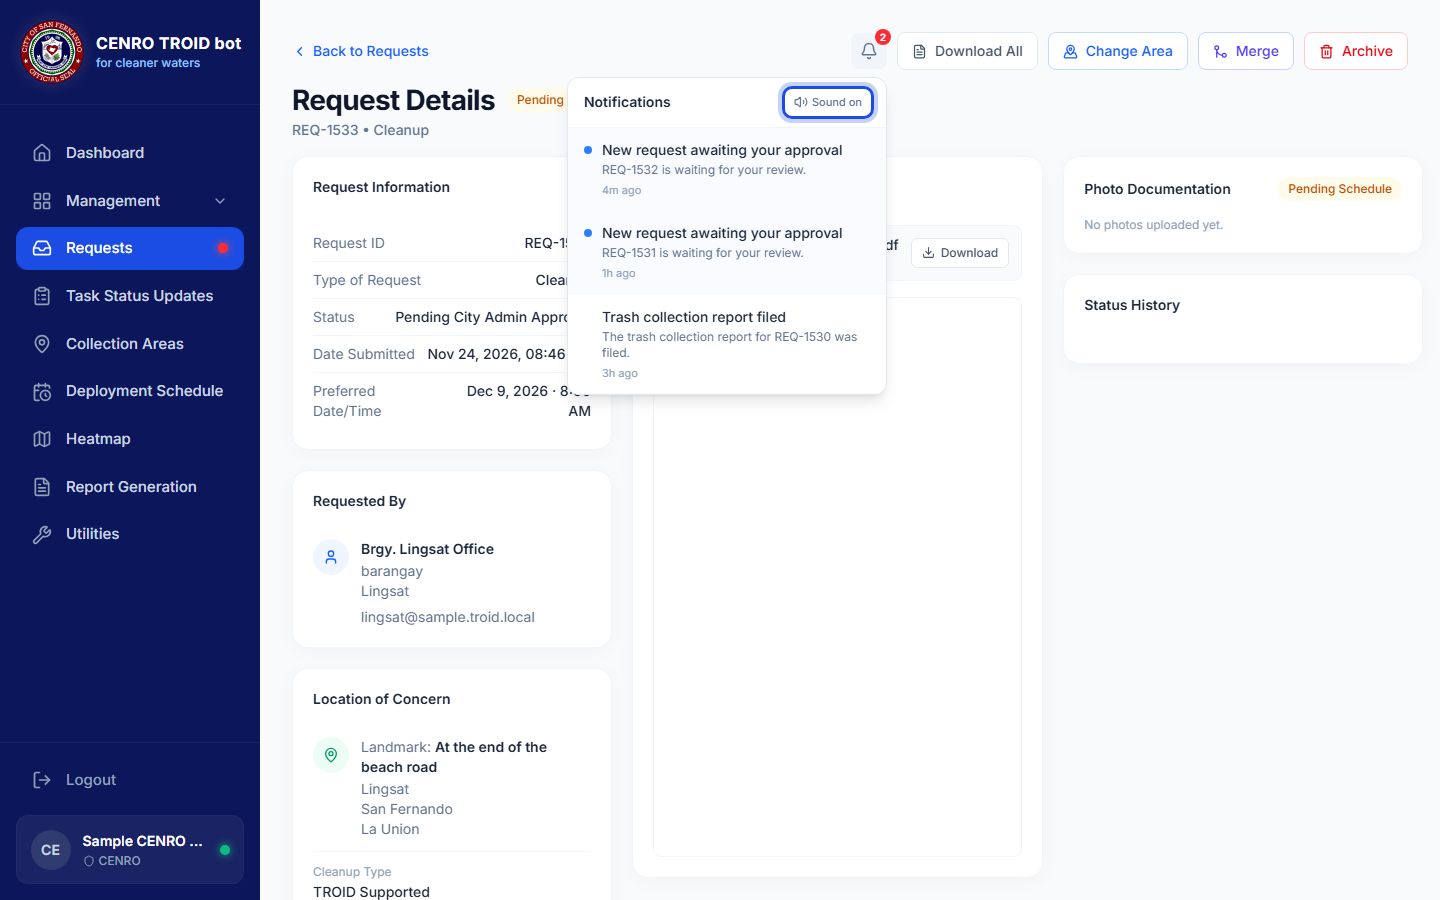 CITY OF SAN FERNANDO
OFFICIAL SEAL
CENRO TROID bot
for cleaner waters
Dashboard
Management
Requests
Task Status Updates
Collection Areas
Deployment Schedule
Heatmap
Report Generation
Utilities
Logout
CE
Sample CENRO ...
CENRO
Back to Requests
2
Download All
Change Area
Merge
Archive
Request Details
Pending
REQ-1533 • Cleanup
Notifications
Sound on
New request awaiting your approval
REQ-1532 is waiting for your review.
4m ago
New request awaiting your approval
REQ-1531 is waiting for your review.
1h ago
Trash collection report filed
The trash collection report for REQ-1530 was
filed.
3h ago
Request Information
Request ID
Type of Request
Status
Pending City Admin
Date Submitted
Nov 24, 2026, 08:46
Preferred
Date/Time
Dec 9, 2026 ·
AM
Requested By
Brgy. Lingsat Office
barangay
Lingsat
lingsat@sample.troid.local
Location of Concern
Landmark: At the end of the
beach road
Lingsat
San Fernando
La Union
Cleanup Type
TROID Supported
Download
Photo Documentation
Pending Schedule
No photos uploaded yet.
Status History